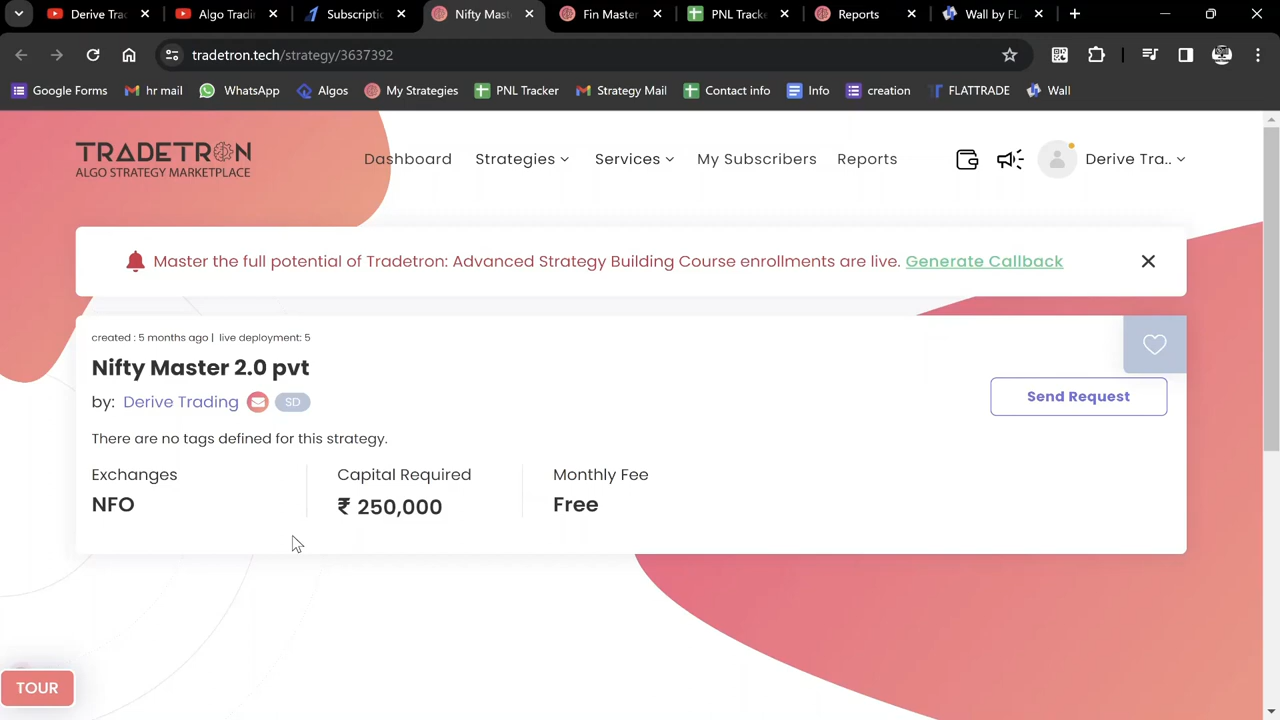 Derive Tra
Algo Tradi
Subscriptic
Nifty Mast
Fin Master
PNL Tracke
Reports
Wall by FL
tradetron.tech/strategy/3637392
Google Forms
hr mail
WhatsApp
Algos
My Strategies
PNL Tracker
Strategy Mail
Contact info
Info
creation
FLATTRADE
Wall
TRADETRON
ALGO STRATEGY MARKETPLACE
Dashboard
Strategies
Services
My Subscribers
Reports
Derive Tra..
Master the full potential of Tradetron: Advanced Strategy Building Course enrollments are live. Generate Callback
created : 5 months ago | live deployment: 5
Nifty Master 2.0 pvt
by: Derive Trading SD
Send Request
There are no tags defined for this strategy.
Exchanges
Capital Required
Monthly Fee
NFO
₹ 250,000
Free
TOUR